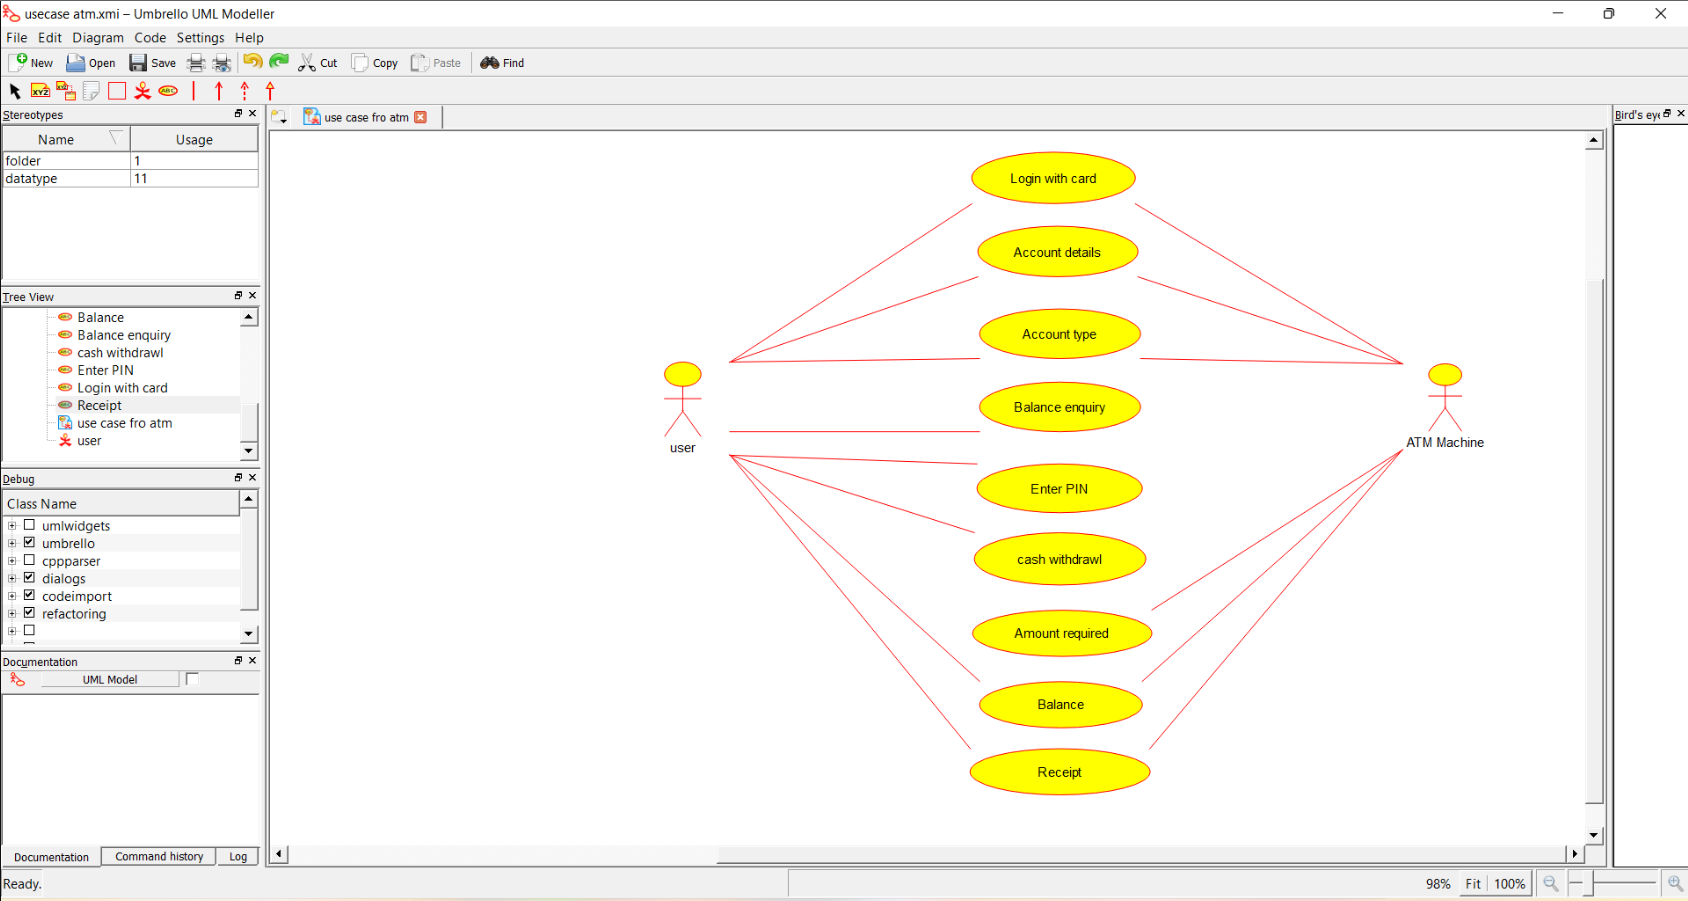 usecase atm.xmi – Umbrello UML Modeller
File Edit Diagram Code Settings Help
New Open Save Cut Copy Paste Find
XYZ XYZ ABC
Stereotypes
Name Usage
folder 1
datatype 11
Tree View
Balance
Balance enquiry
cash withdrawl
Enter PIN
Login with card
Receipt
use case fro atm
user
Debug
Class Name
umlwidgets
umbrello
cppparser
dialogs
codeimport
refactoring
Documentation
UML Model
Documentation Command history Log
Ready.
use case fro atm
Login with card
Account details
Account type
Balance enquiry
user
ATM Machine
Enter PIN
cash withdrawl
Amount required
Balance
Receipt
Bird's eye
98% Fit 100%